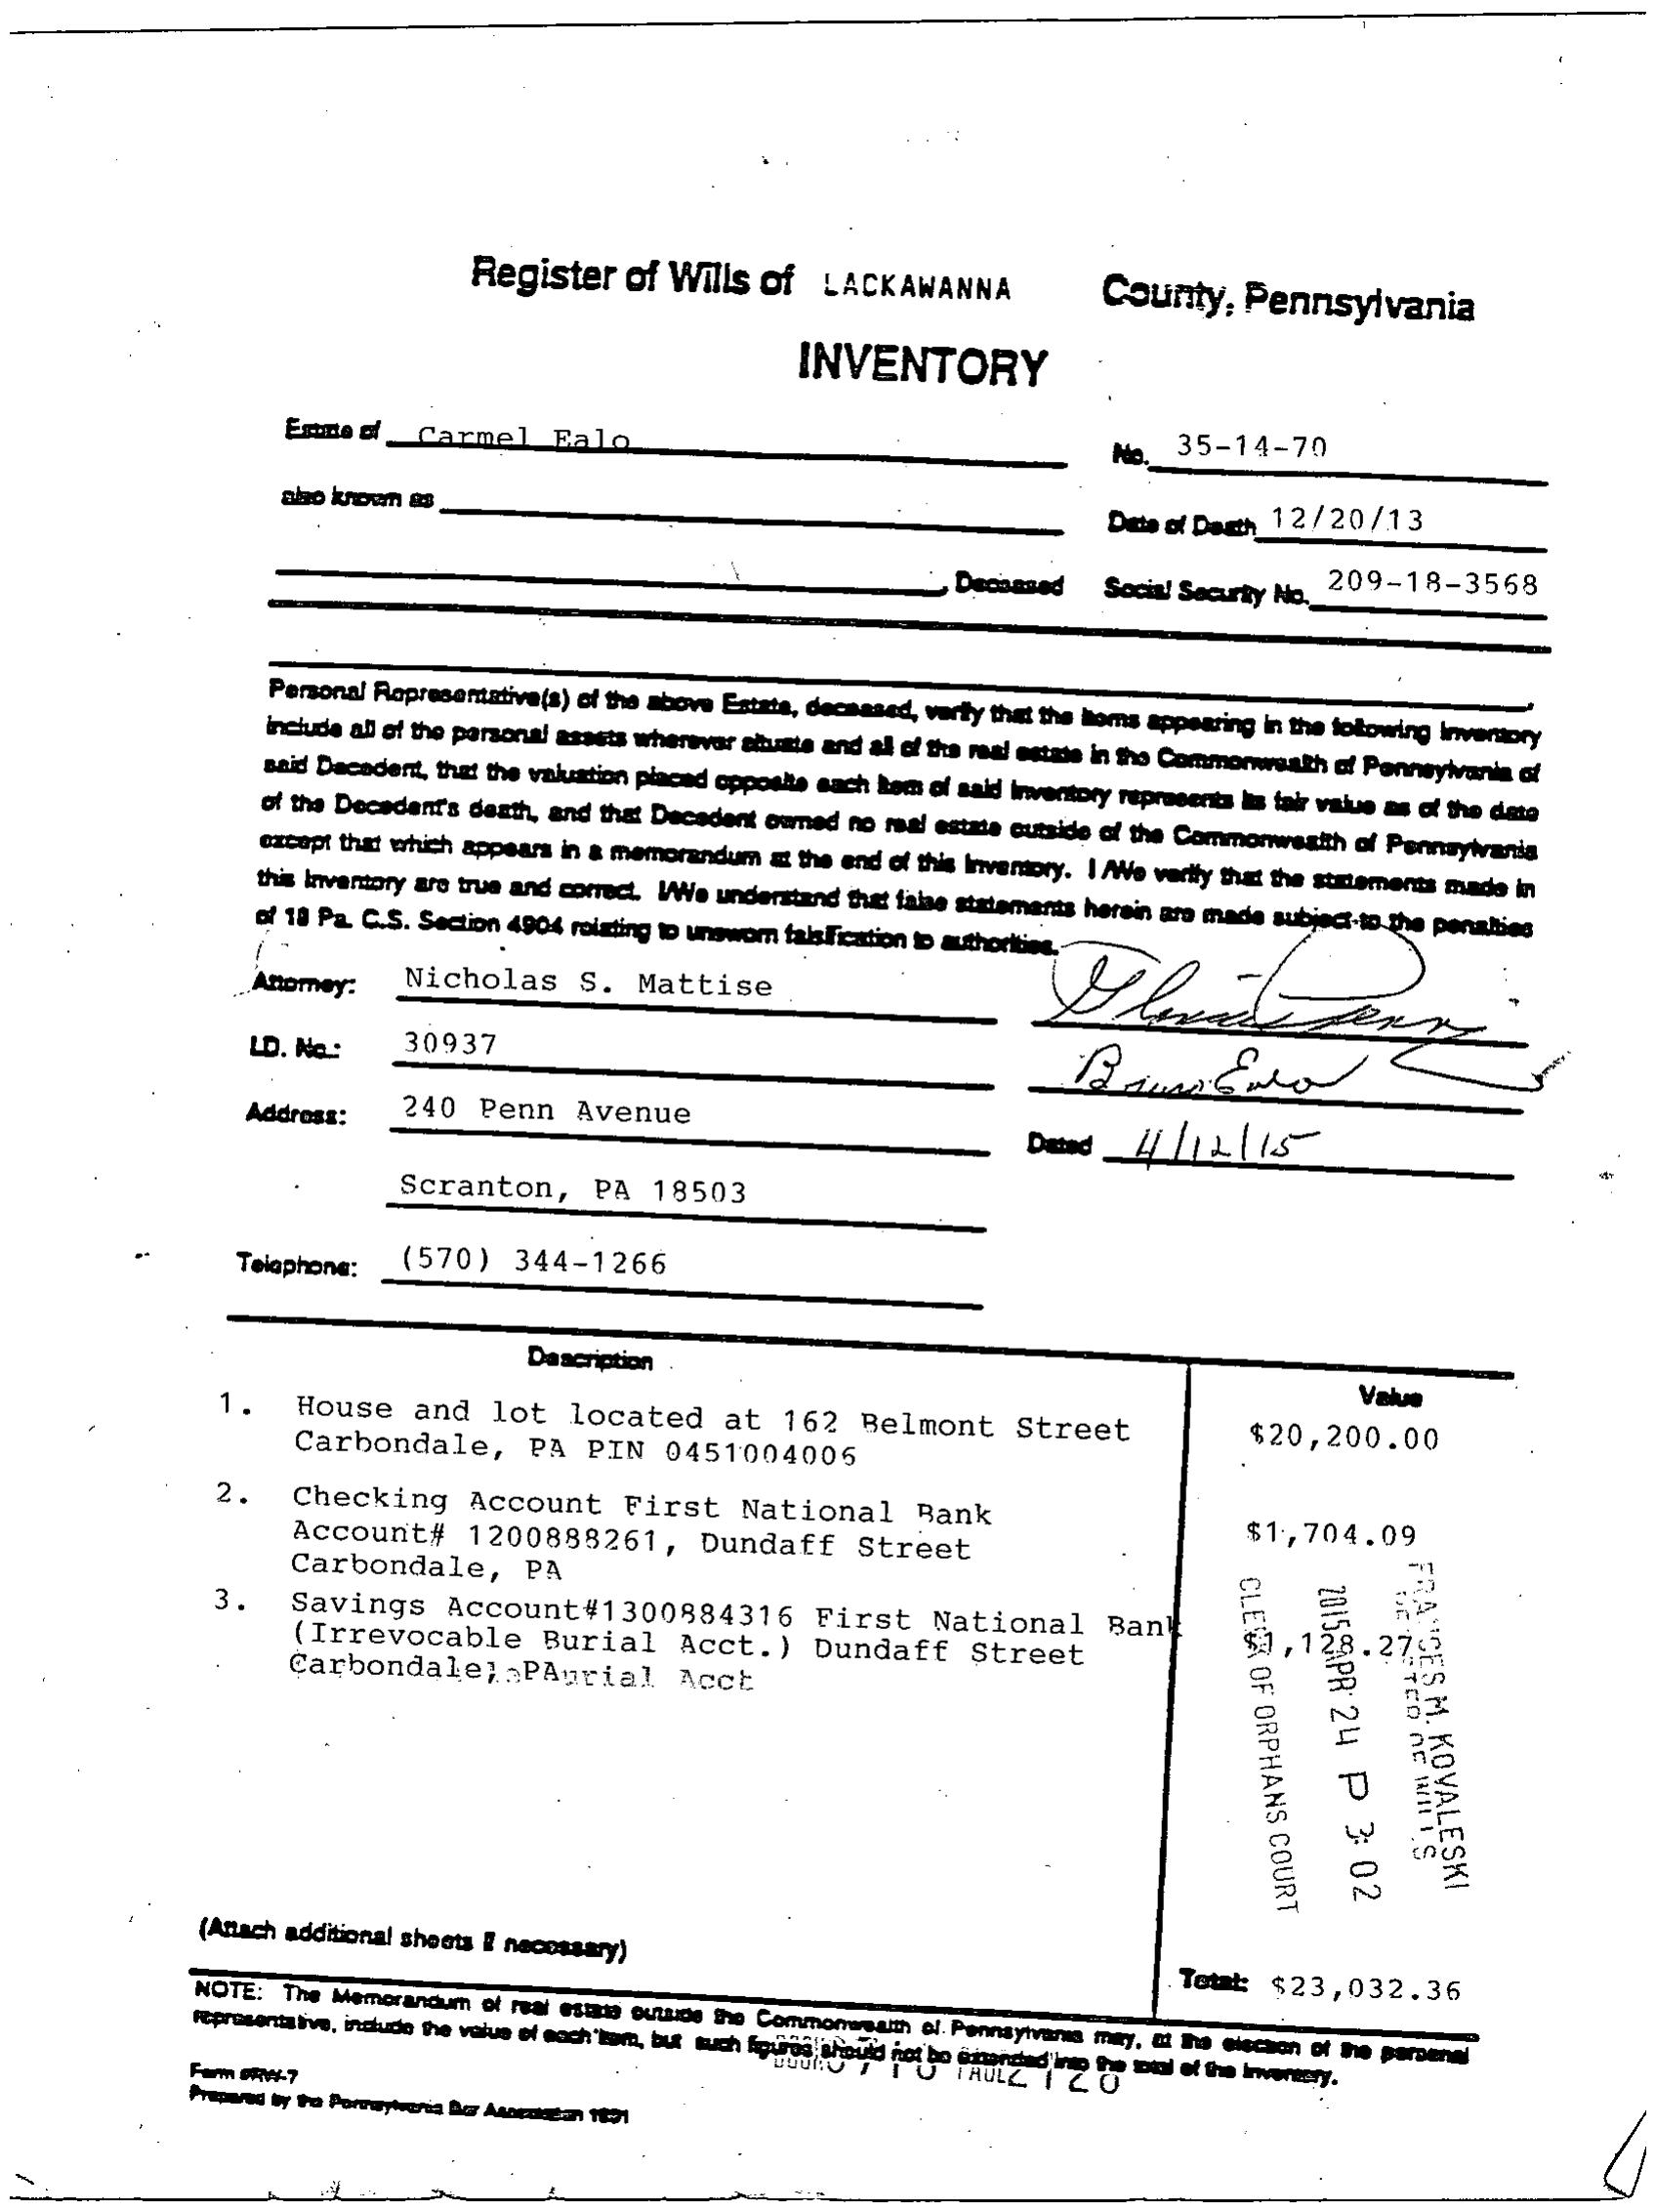 Register of Wills of LACKAWANNA County, Pennsylvania
INVENTORY
Estate of Carmel Ealo
No. 35-14-70
also known as
Date of Death 12/20/13
, Deceased Social Security No. 209-18-3568
Personal Representative(s) of the above Estate, deceased, verify that the items appearing in the following Inventory
include all of the personal assets wherever situate and all of the real estate in the Commonwealth of Pennsylvania of
said Decedent, that the valuation placed opposite each item of said Inventory represents its fair value as of the date
of the Decedent's death, and that Decedent owned no real estate outside of the Commonwealth of Pennsylvania
except that which appears in a memorandum at the end of this Inventory. I/We verify that the statements made in
this Inventory are true and correct. I/We understand that false statements herein are made subject to the penalties
of 18 Pa. C.S. Section 4904 relating to unsworn falsification to authorities.
Attorney: Nicholas S. Mattise
I.D. No.: 30937
Ealo
Address: 240 Penn Avenue
Dated 4/12/15
Scranton, PA 18503
Telephone: (570) 344-1266
Description
Value
1. House and lot located at 162 Belmont Street $20,200.00
Carbondale, PA PIN 0451004006
2. Checking Account First National Bank
Account# 1200888261, Dundaff Street $1,704.09
Carbondale, PA
3. Savings Account#1300884316 First National Bank
(Irrevocable Burial Acct.) Dundaff Street $1,128.27
Carbondale, PA
FRANCES M. KOVALESKI
REGISTER OF WILLS
2015 APR 24 P 3:02
CLERK OF ORPHANS COURT
(Attach additional sheets if necessary)
Total: $23,032.36
NOTE: The Memorandum of real estate outside the Commonwealth of Pennsylvania may, at the election of the personal
representative, include the value of each item, but such figures should not be extended into the total of the Inventory.
Form #RW-7
Prepared by the Pennsylvania Bar Association 1991